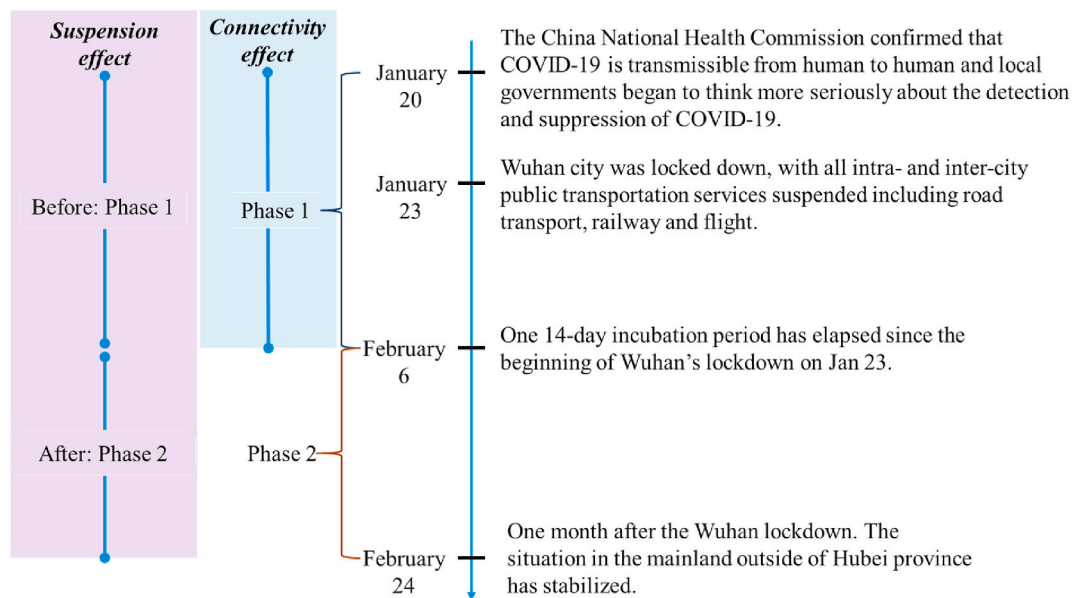 Suspension
effect
Connectivity
effect
Before: Phase 1
After: Phase 2
Phase 1
Phase 2
January
20
The China National Health Commission confirmed that
COVID-19 is transmissible from human to human and local
governments began to think more seriously about the detection
and suppression of COVID-19.
January
23
Wuhan city was locked down, with all intra- and inter-city
public transportation services suspended including road
transport, railway and flight.
February
6
One 14-day incubation period has elapsed since the
beginning of Wuhan’s lockdown on Jan 23.
February
24
One month after the Wuhan lockdown. The
situation in the mainland outside of Hubei province
has stabilized.